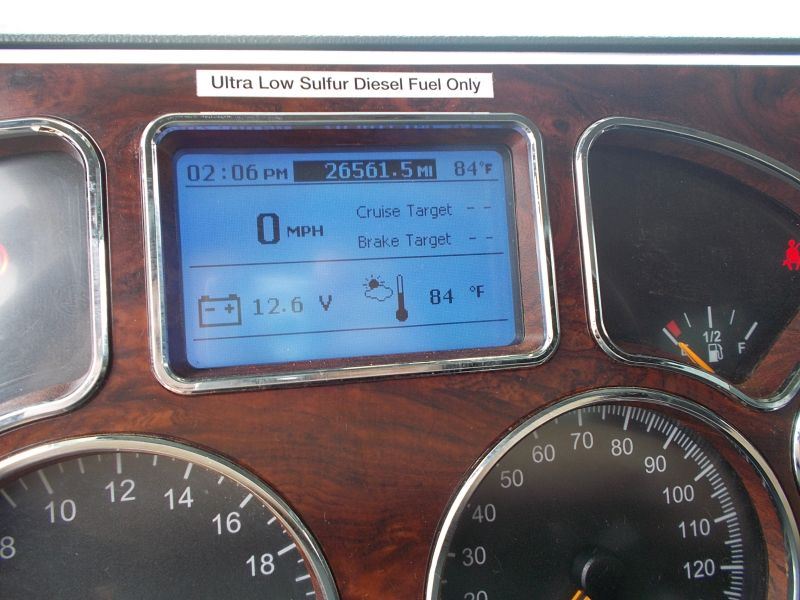 Ultra Low Sulfur Diesel Fuel Only
02:06 PM 26561.5 MI 84°F
0 MPH
Cruise Target - -
Brake Target - -
12.6 V
84 °F
1/2
E F
8 10 12 14 16 18
30 40 50 60 70 80 90 100 110 120